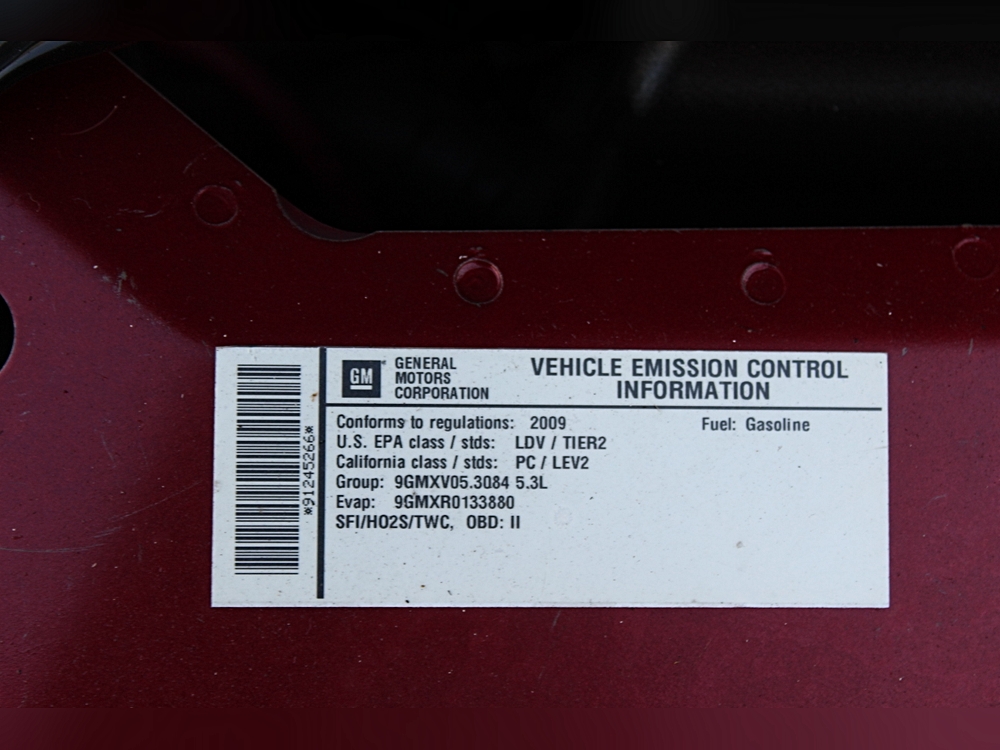 GM
GENERAL
MOTORS
CORPORATION
VEHICLE EMISSION CONTROL
INFORMATION
Conforms to regulations: 2009
Fuel: Gasoline
U.S. EPA class / stds: LDV / TIER2
California class / stds: PC / LEV2
Group: 9GMXV05.3084 5.3L
Evap: 9GMXR0133880
SFI/HO2S/TWC, OBD: II
*91245266*